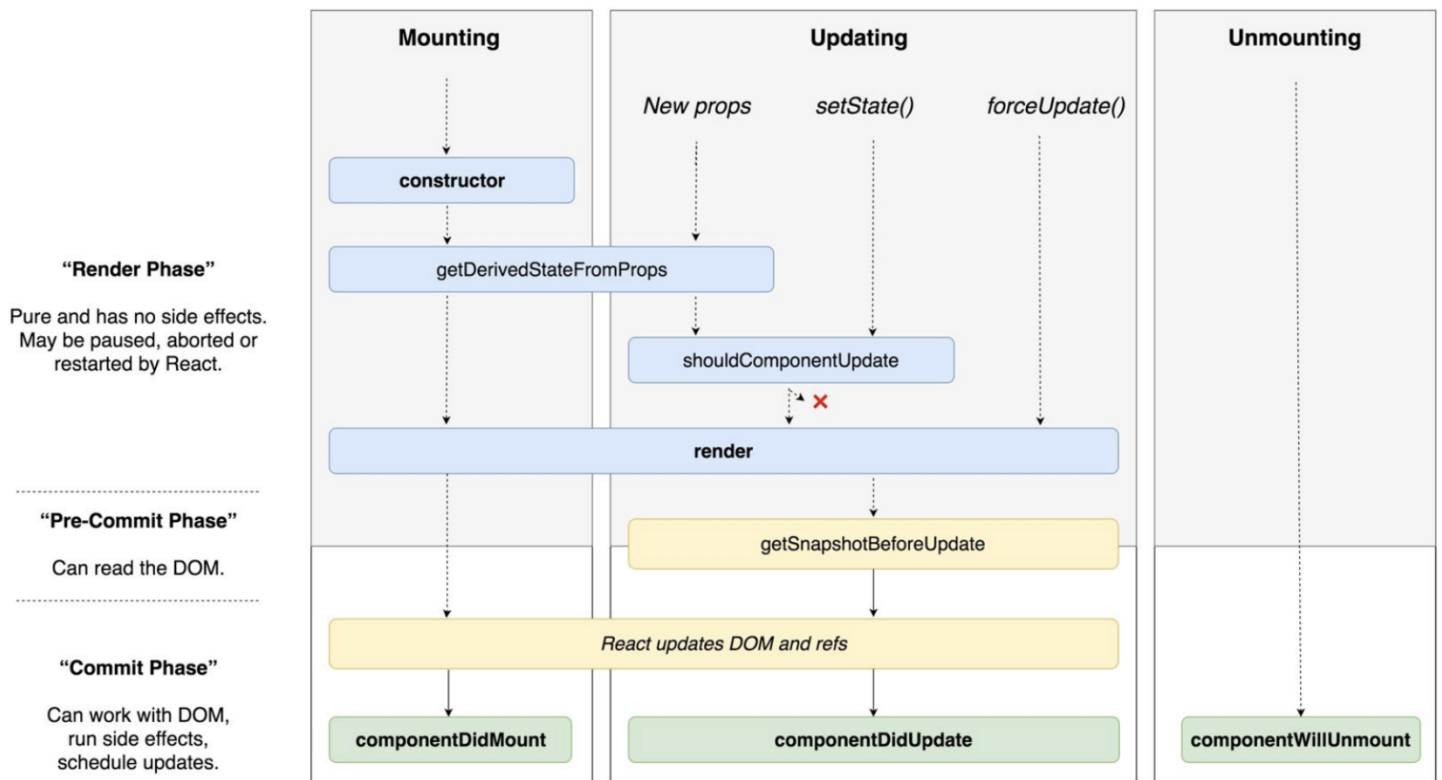 Mounting
Updating
Unmounting
New props
setState()
forceUpdate()
constructor
“Render Phase”
getDerivedStateFromProps
Pure and has no side effects.
May be paused, aborted or
restarted by React.
shouldComponentUpdate
render
“Pre-Commit Phase”
getSnapshotBeforeUpdate
Can read the DOM.
React updates DOM and refs
“Commit Phase”
Can work with DOM,
run side effects,
schedule updates.
componentDidMount
componentDidUpdate
componentWillUnmount